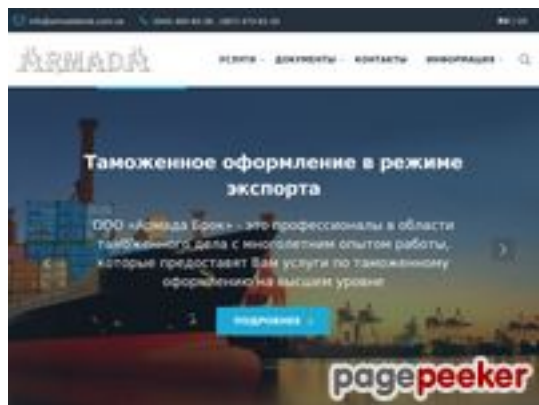 ARMADA
УСЛУГИ ДОКУМЕНТЫ КОНТАКТЫ ИНФОРМАЦИЯ
Таможенное оформление в режиме
экспорта
ООО «Армада Брок» - это профессионалы в области
таможенного дела с многолетним опытом работы,
которые предоставят Вам услуги по таможенному
оформлению на высшем уровне
ПОДРОБНЕЕ
pagepeeker